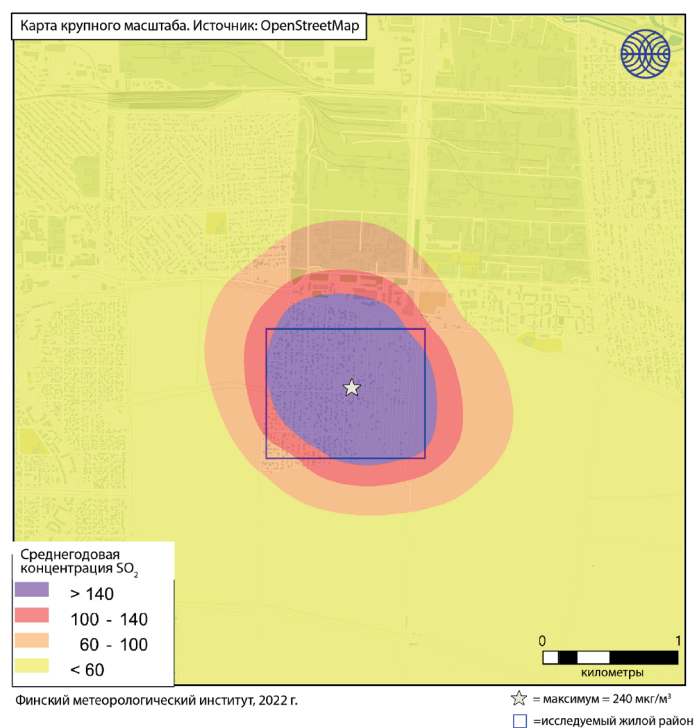 Карта крупного масштаба. Источник: OpenStreetMap
Среднегодовая
концентрация SO₂
> 140
100 - 140
60 - 100
< 60
0 1
километры
Финский метеорологический институт, 2022 г.
= максимум = 240 мкг/м³
=исследуемый жилой район